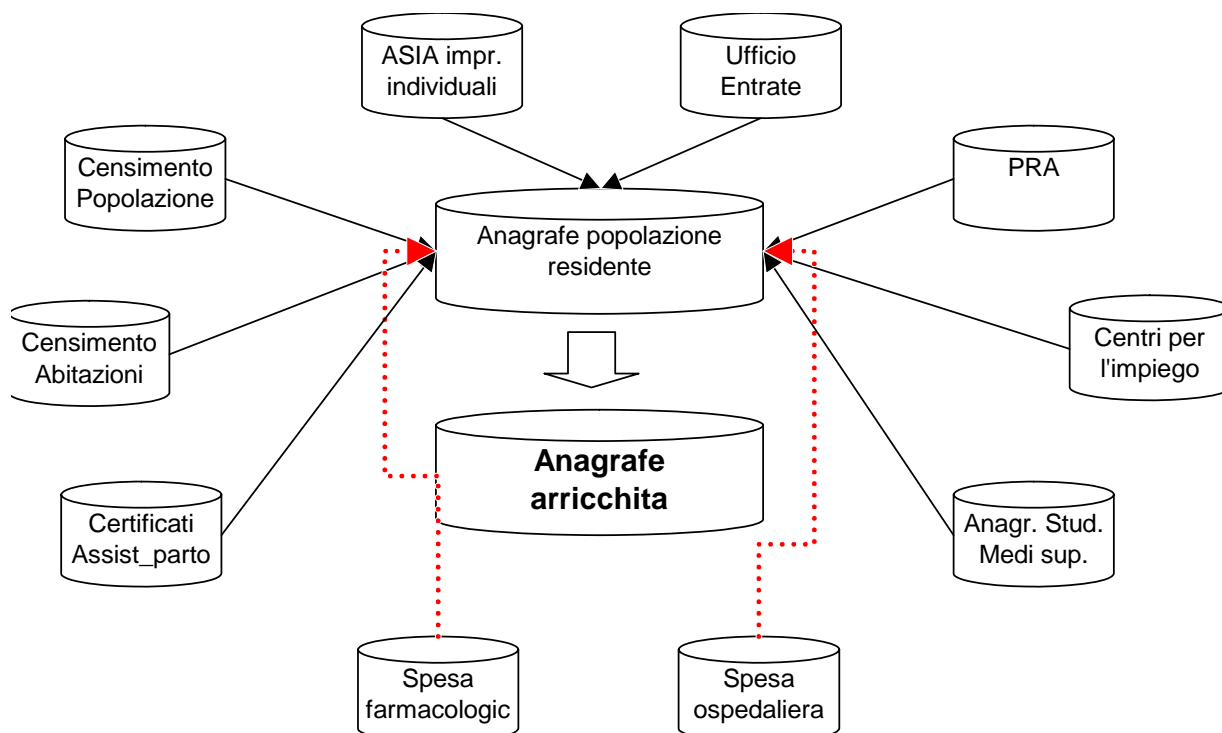 ASIA impr.
individuali
Ufficio
Entrate
Censimento
Popolazione
PRA
Anagrafe popolazione
residente
Censimento
Abitazioni
Centri per
l'impiego
Anagrafe
arricchita
Certificati
Assist_parto
Anagr. Stud.
Medi sup.
Spesa
farmacologic
Spesa
ospedaliera